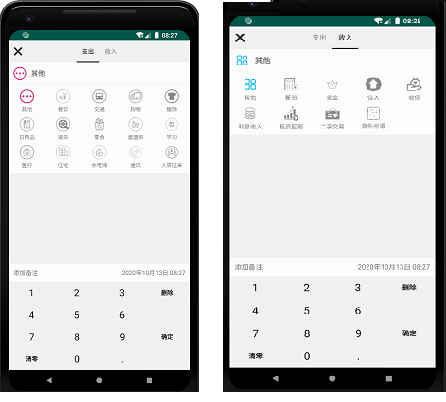 08:27
支出 收入
其他
其他 餐饮 交通 购物 服饰
日用品 娱乐 零食 烟酒茶 学习
医疗 住宅 水电煤 通讯 人情往来
添加备注 2020年10月13日 08:27
1 2 3 删除
4 5 6
7 8 9 确定
清零 0 .
08:28
支出 收入
其他
其他 薪资 奖金 借入 收债
利息收入 投资回报 二手交易 意外所得
添加备注 2020年10月13日 08:27
1 2 3 删除
4 5 6
7 8 9 确定
清零 0 .